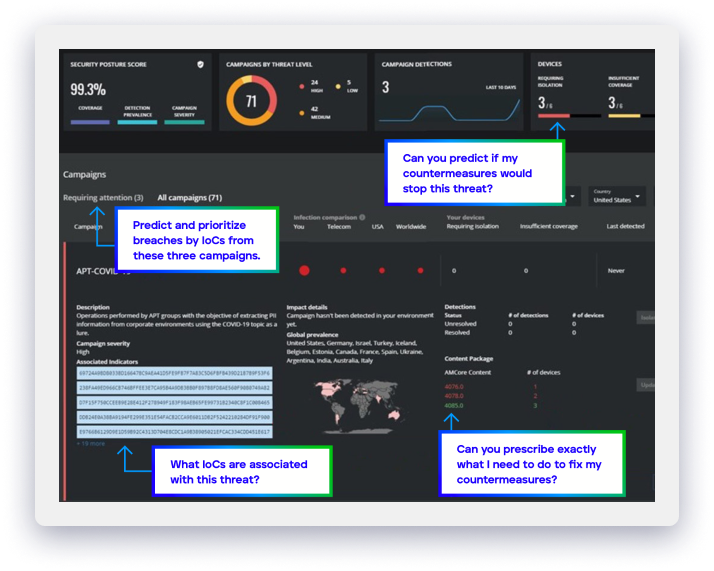 SECURITY POSTURE SCORE
99.3%
COVERAGE
DETECTION
PREVALENCE
CAMPAIGN
SEVERITY
CAMPAIGNS BY THREAT LEVEL
71
24
HIGH
5
LOW
42
MEDIUM
CAMPAIGN DETECTIONS
3
LAST 10 DAYS
DEVICES
REQUIRING
ISOLATION
3/6
INSUFFICIENT
COVERAGE
3/6
Can you predict if my
countermeasures would
stop this threat?
Campaigns
Requiring attention (3) All campaigns (71)
Country
United States
Predict and prioritize
breaches by IoCs from
these three campaigns.
Campaign
Infection comparison
You Telecom USA Worldwide
Your devices
Requiring isolation Insufficient coverage Last detected
APT-COVID-19
0 0 Never
Description
Operations performed by APT groups with the objective of extracting PII
information from corporate environments using the COVID-19 topic as a
lure.
Campaign severity
High
Associated Indicators
+ 19 more
Impact details
Campaign hasn't been detected in your environment
yet.
Global prevalence
United States, Germany, Israel, Turkey, Iceland,
Belgium, Estonia, Canada, France, Spain, Ukraine,
Argentina, India, Australia, Italy
Detections
Status # of detections # of devices
Unresolved 0 0
Resolved 0 0
Content Package
AMCore Content # of devices
4076.0 1
4078.0 2
4085.0 3
What IoCs are associated
with this threat?
Can you prescribe exactly
what I need to do to fix my
countermeasures?